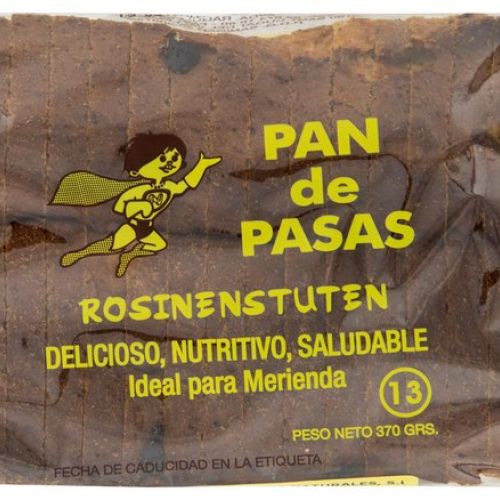 PAN
de
PASAS
ROSINENSTUTEN
DELICIOSO, NUTRITIVO, SALUDABLE
Ideal para Merienda
13
PESO NETO 370 GRS.
FECHA DE CADUCIDAD EN LA ETIQUETA